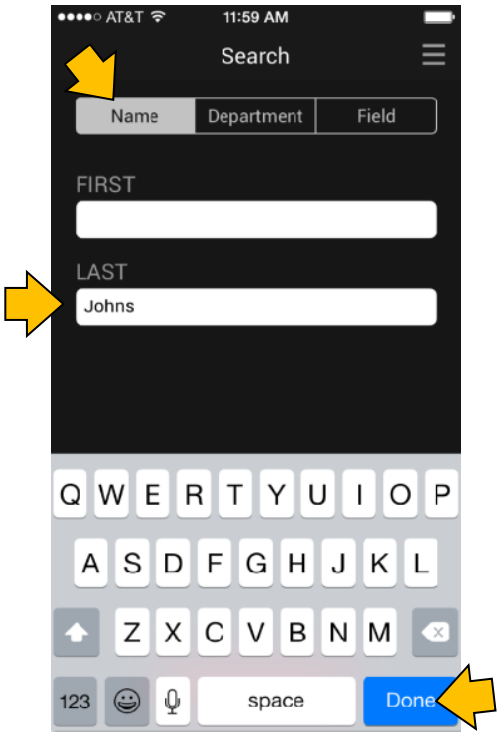 AT&T 11:59 AM
Search
Name Department Field
FIRST
LAST
Johns
Q W E R T Y U I O P
A S D F G H J K L
Z X C V B N M
123 space Done